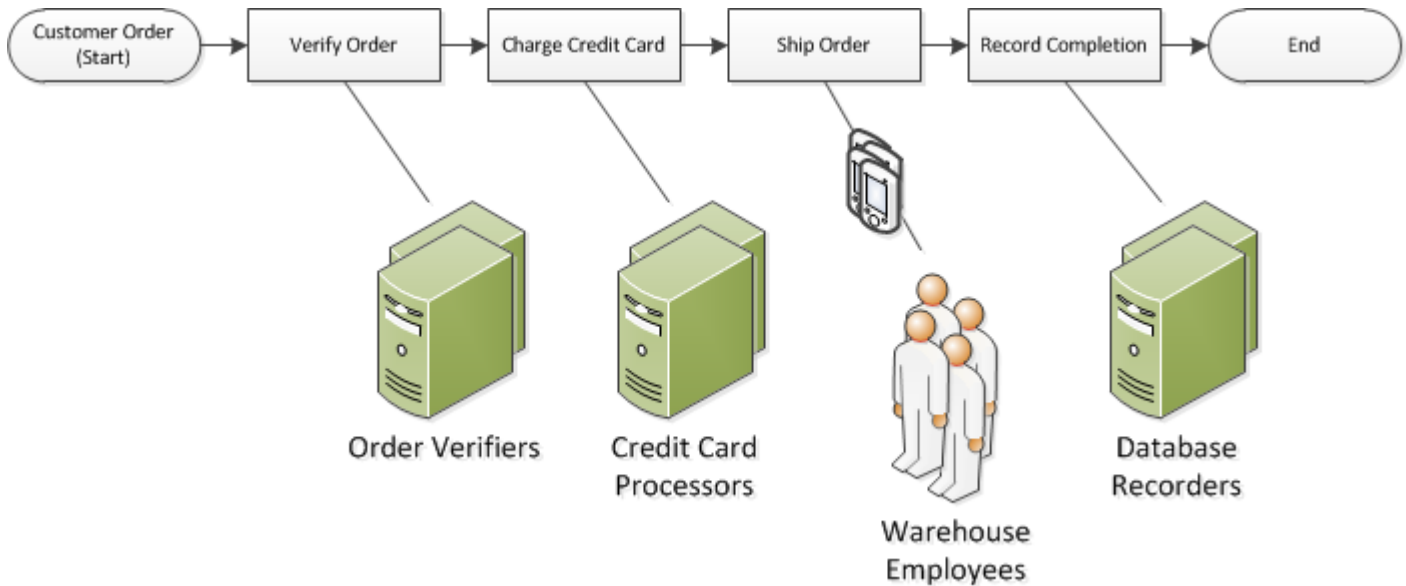 Customer Order
(Start)
Verify Order
Charge Credit Card
Ship Order
Record Completion
End
Order Verifiers
Credit Card
Processors
Warehouse
Employees
Database
Recorders